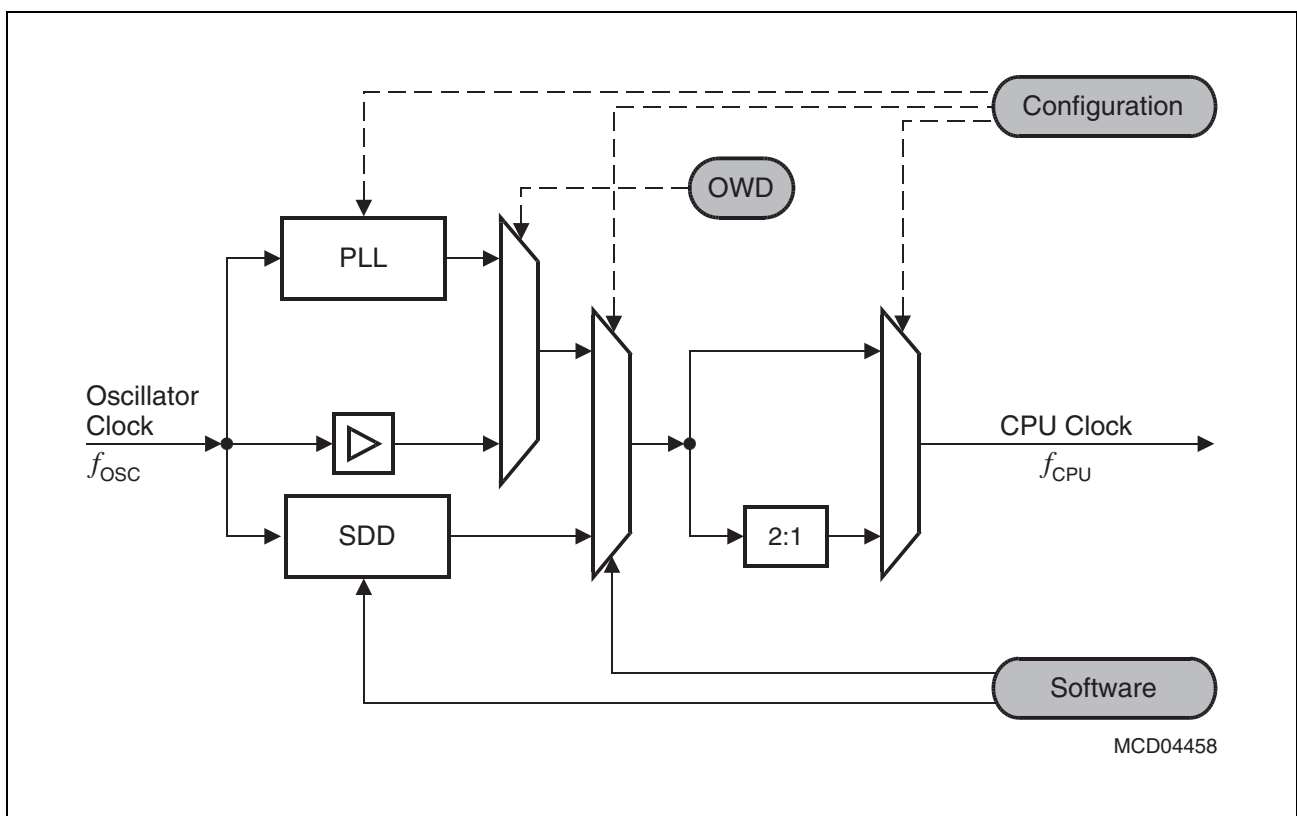 Configuration
OWD
PLL
Oscillator
Clock
fOSC
CPU Clock
fCPU
SDD
2:1
Software
MCD04458